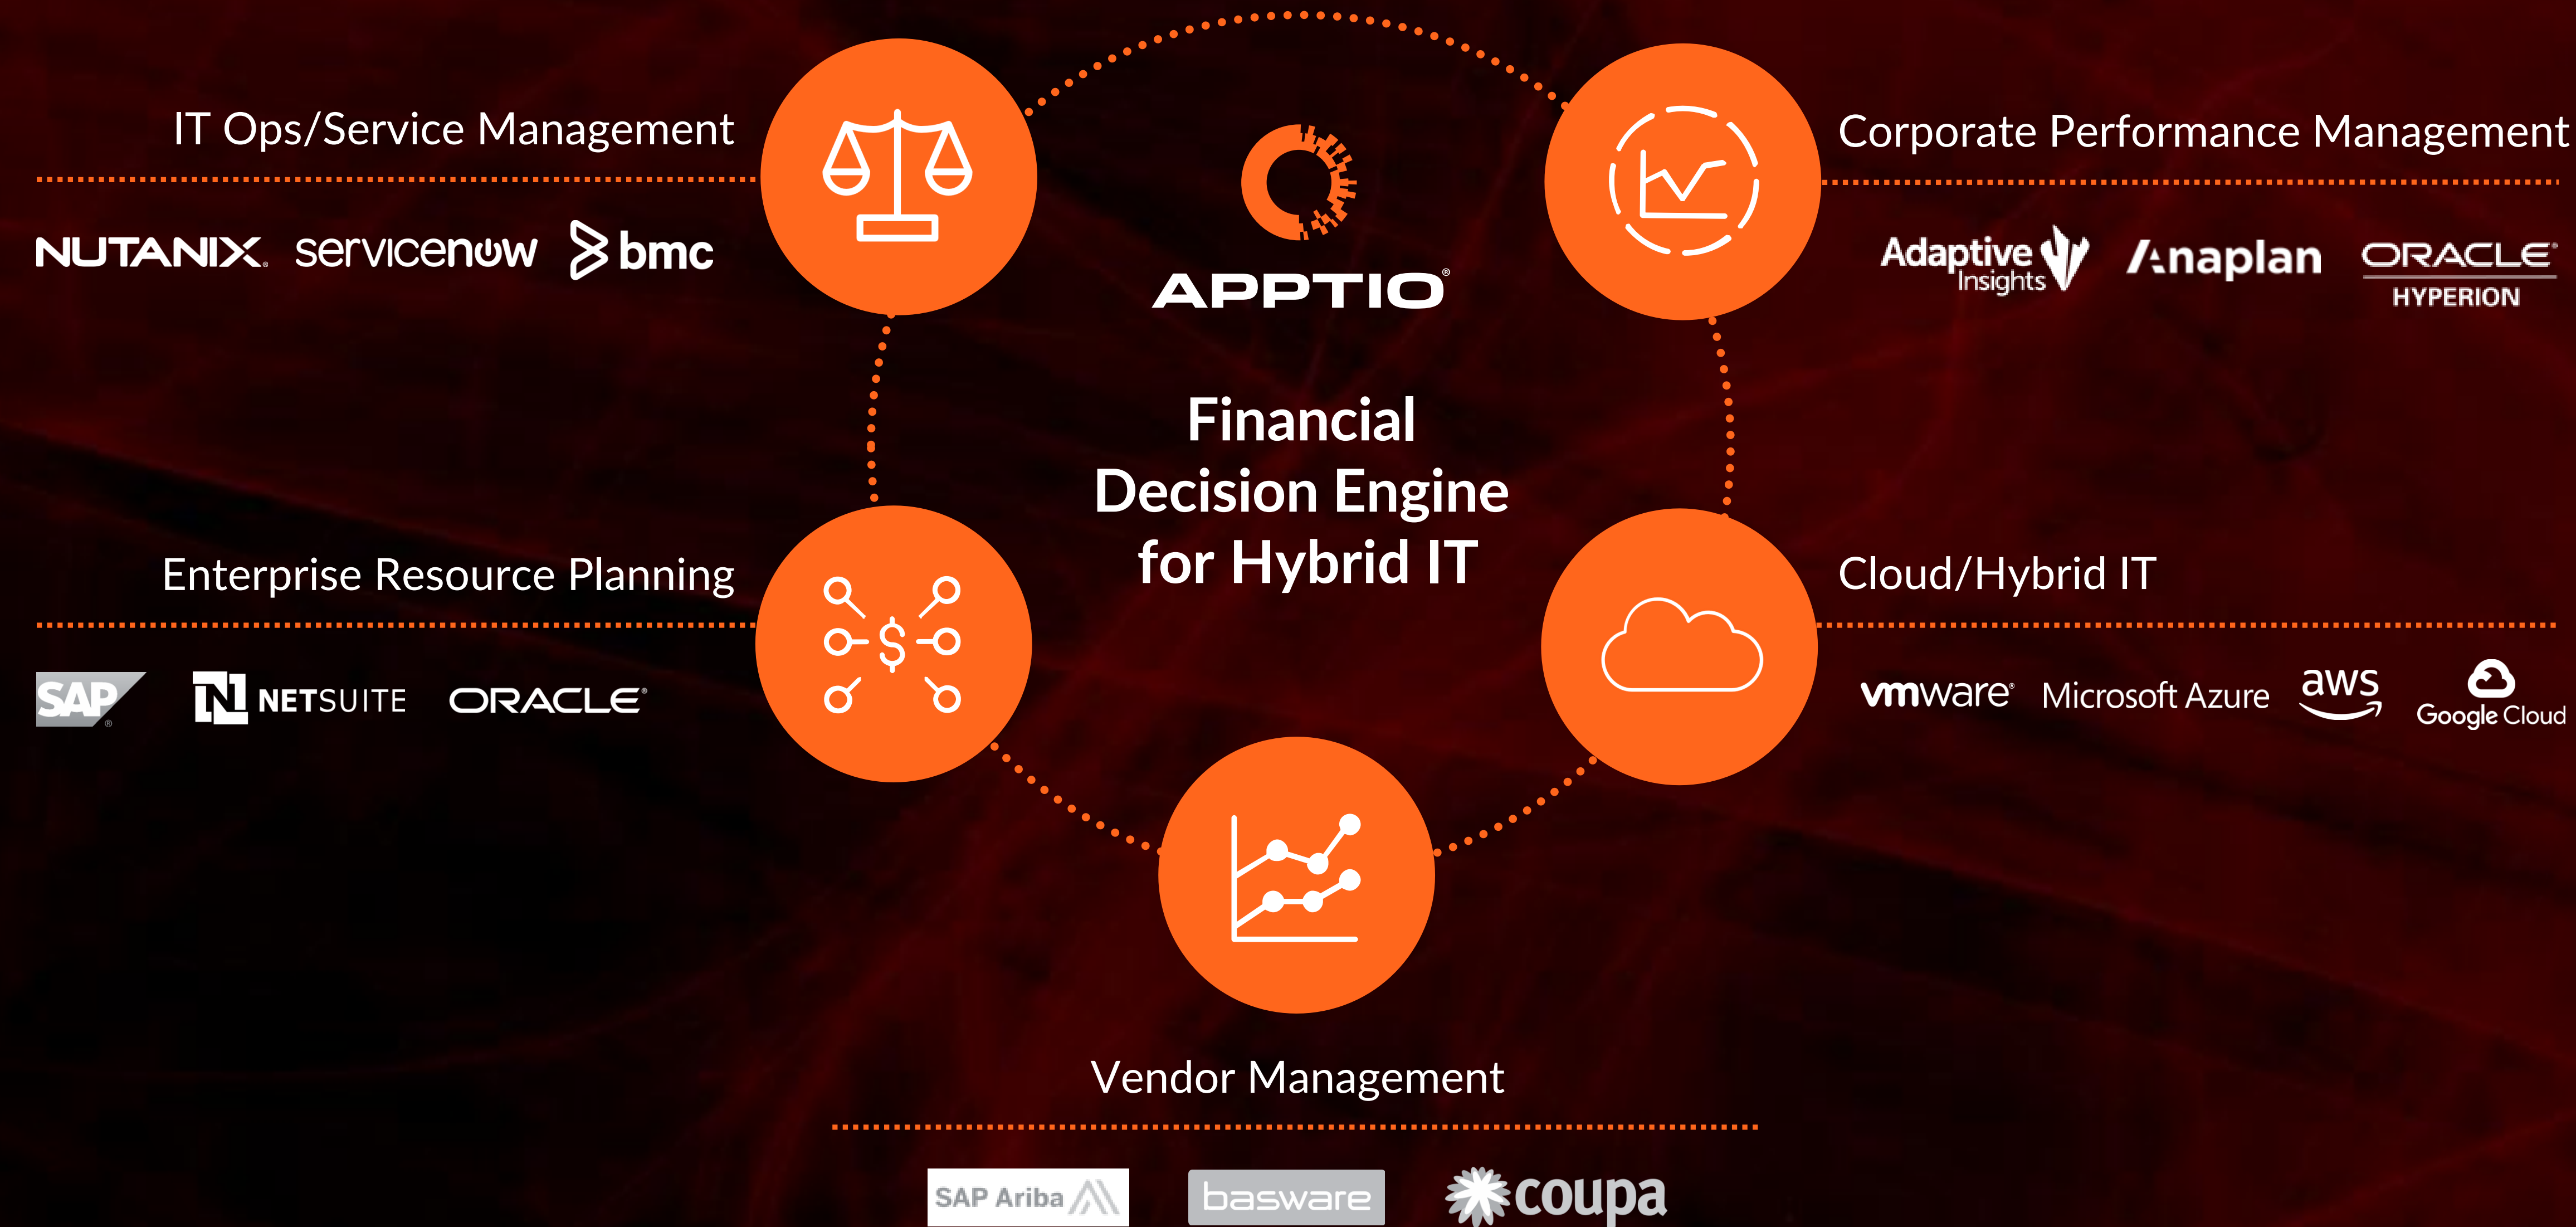 IT Ops/Service Management
NUTANIX® servicenow bmc
APPTIO®
Financial
Decision Engine
for Hybrid IT
Corporate Performance Management
Adaptive
Insights
Anaplan
ORACLE®
HYPERION
Enterprise Resource Planning
SAP® NETSUITE ORACLE®
$
Cloud/Hybrid IT
vmware® Microsoft Azure aws Google Cloud
Vendor Management
SAP Ariba basware coupa